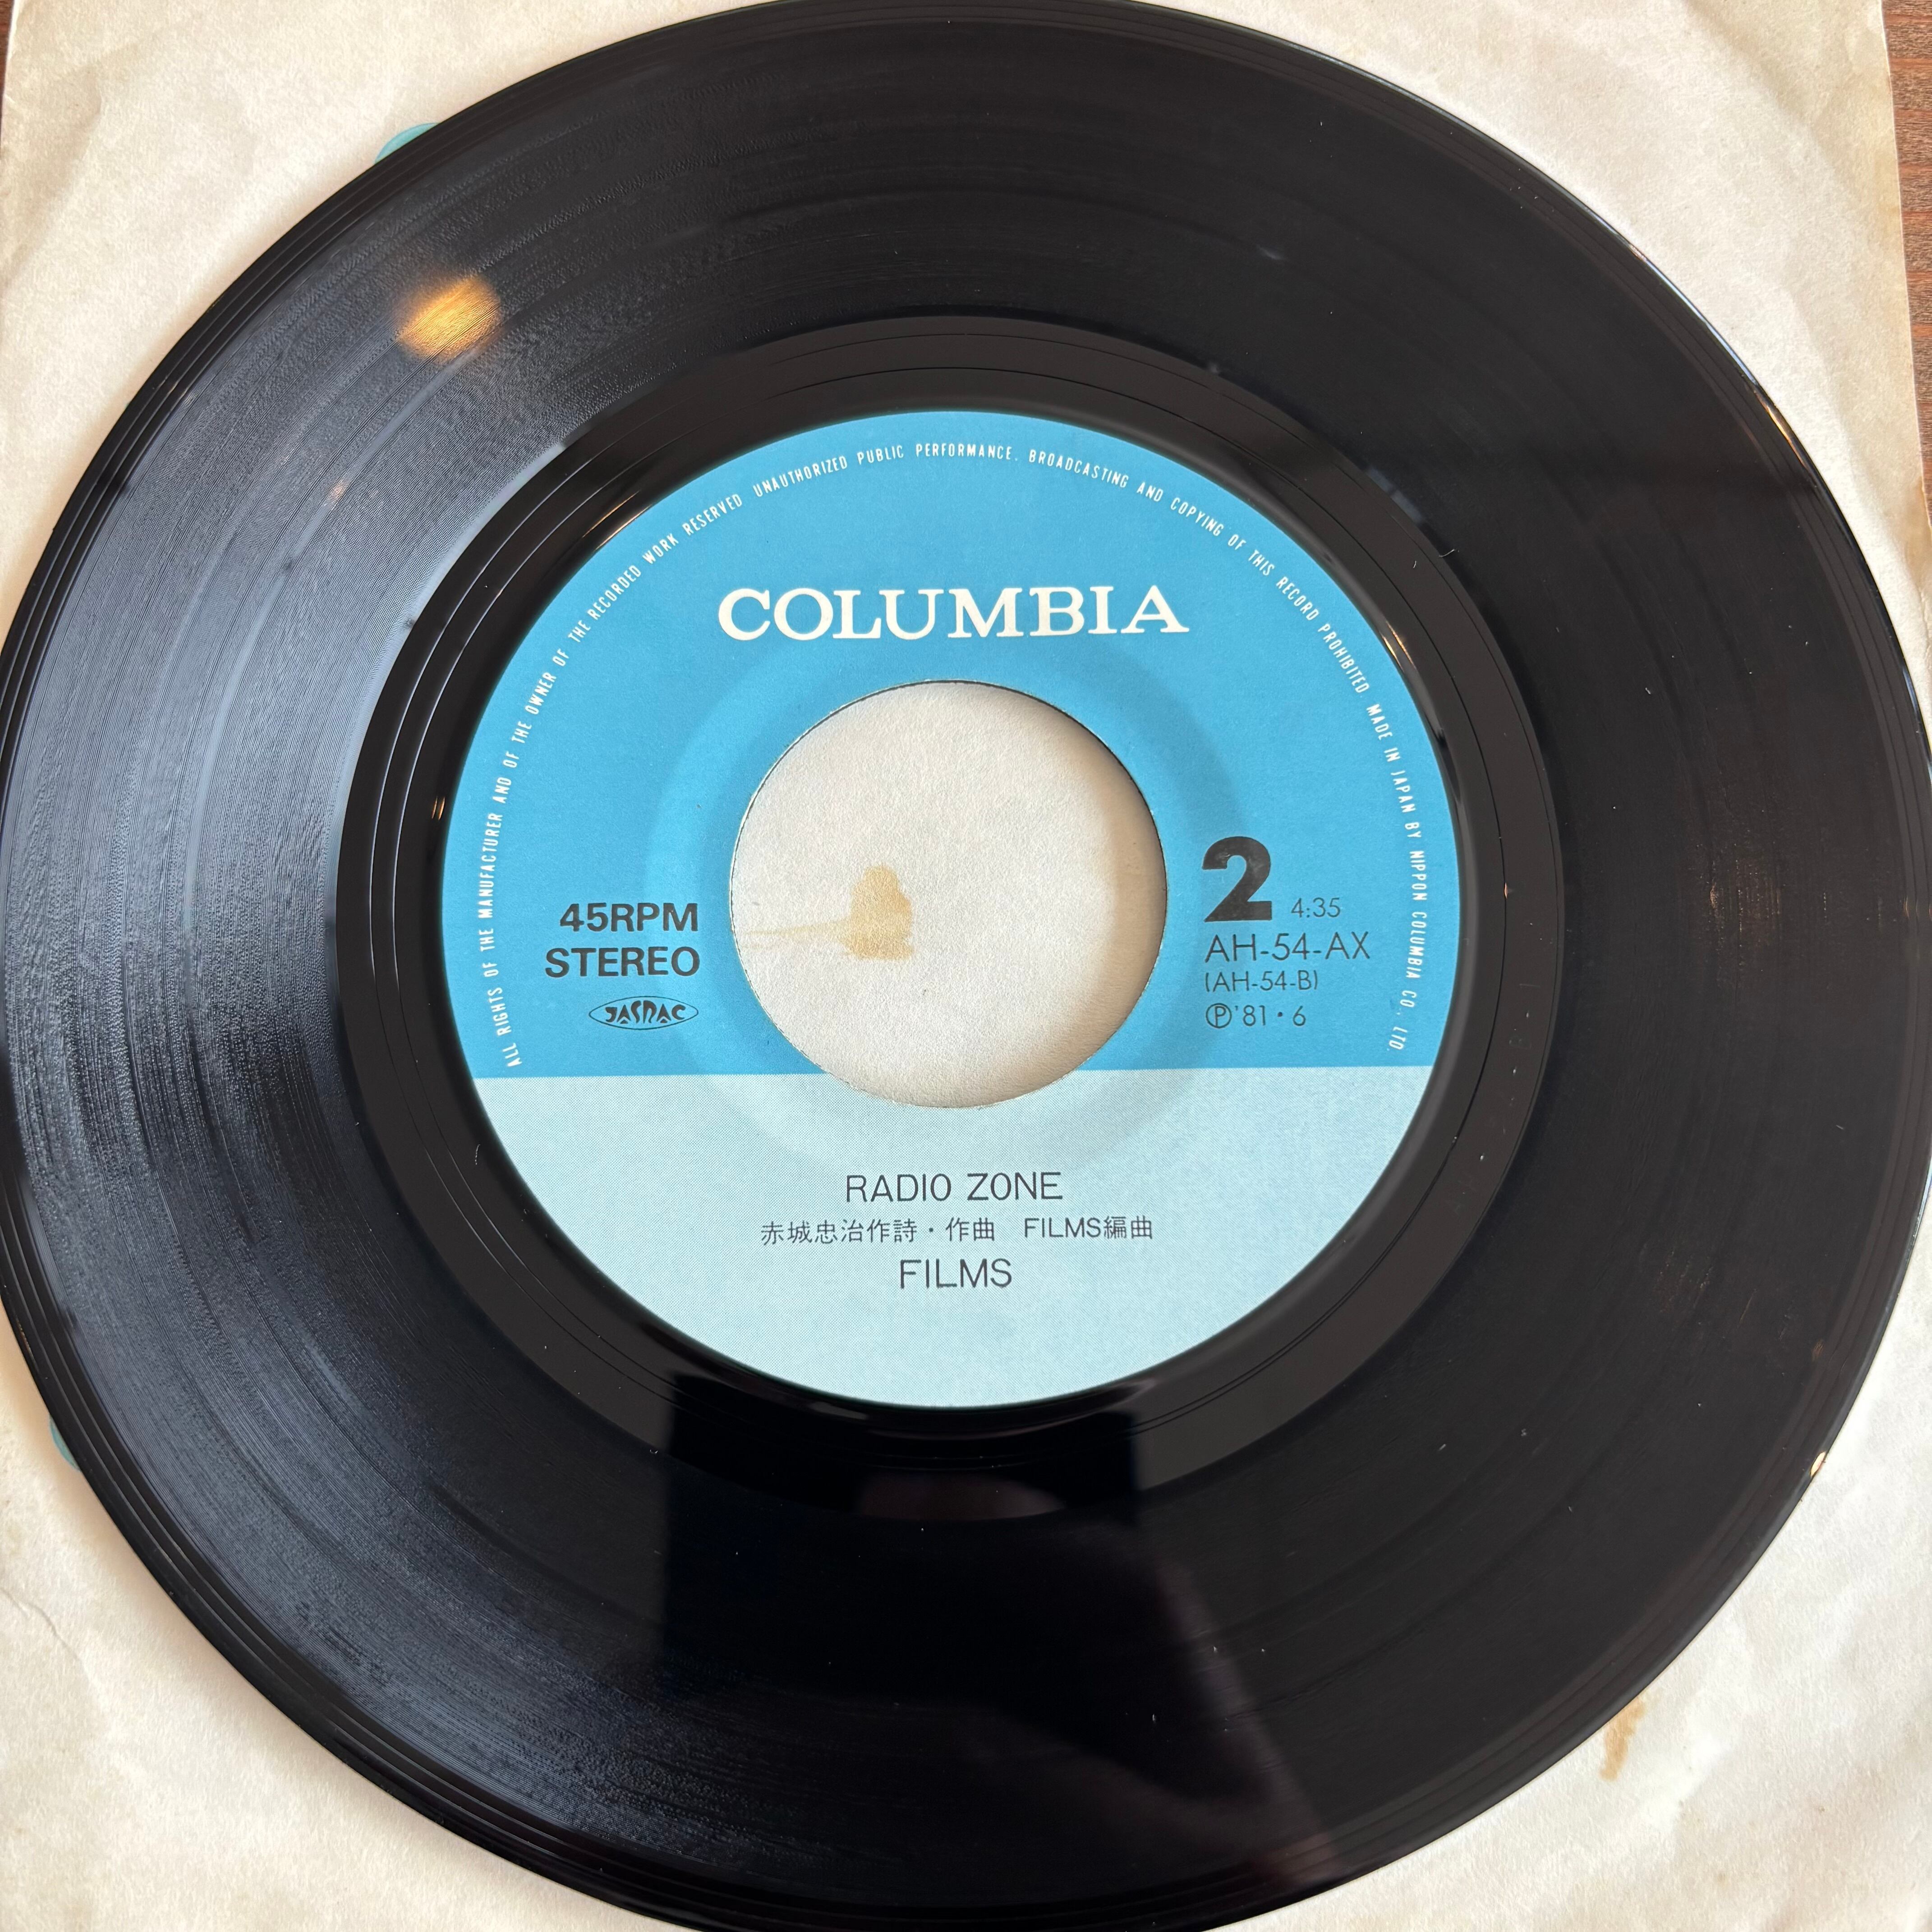 ALL RIGHTS OF THE MANUFACTURER AND OF THE OWNER OF THE RECORDED WORK RESERVED UNAUTHORIZED PUBLIC PERFORMANCE. BROADCASTING AND COPYING OF THIS RECORD PROHIBITED MADE IN JAPAN BY NIPPON COLUMBIA CO., LTD.
COLUMBIA
45RPM
STEREO
JASRAC
2 4:35
AH-54-AX
(AH-54-B)
Ⓟ'81・6
RADIO ZONE
赤城忠治作詩・作曲 FILMS編曲
FILMS